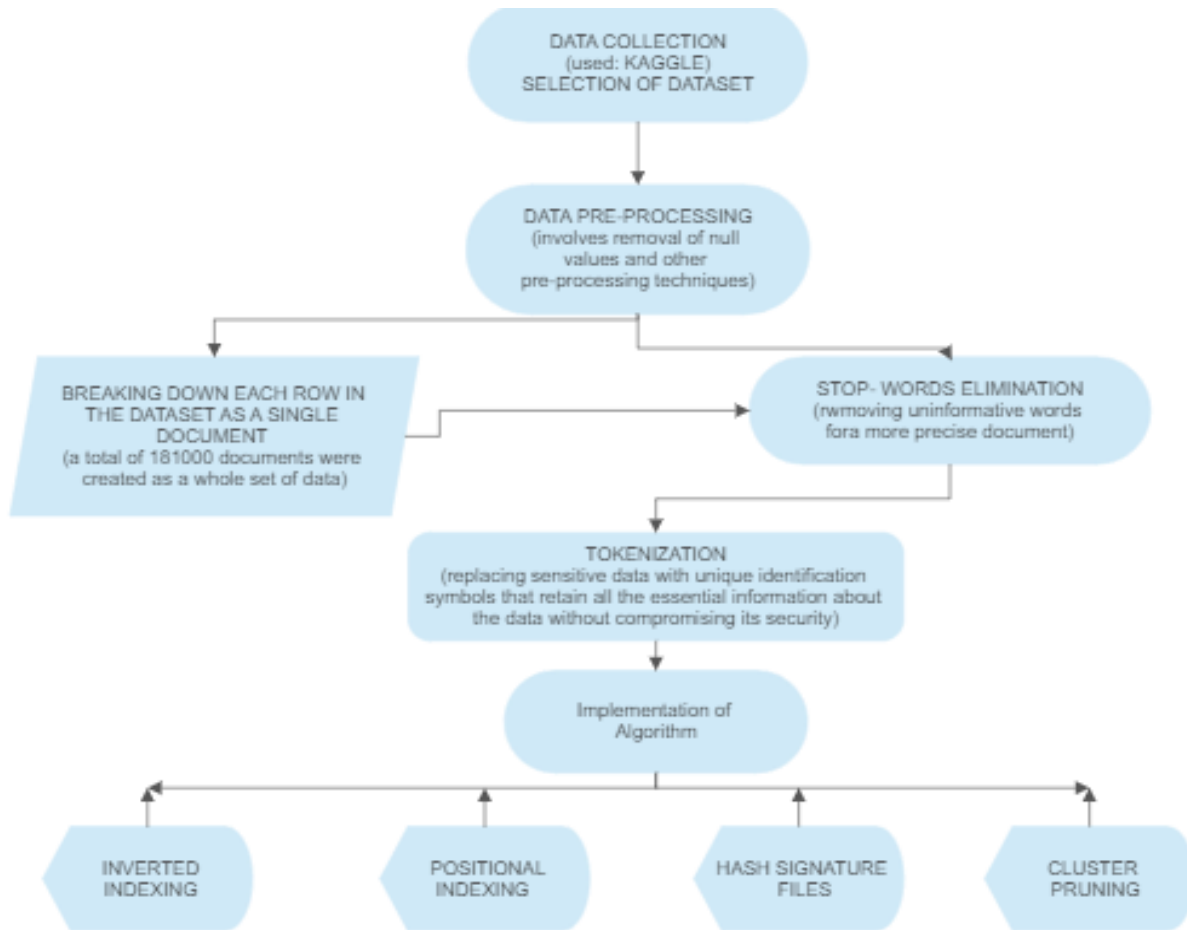 DATA COLLECTION
(used: KAGGLE)
SELECTION OF DATASET
DATA PRE-PROCESSING
(involves removal of null
values and other
pre-processing techniques)
BREAKING DOWN EACH ROW IN
THE DATASET AS A SINGLE
DOCUMENT
(a total of 181000 documents were
created as a whole set of data)
STOP- WORDS ELIMINATION
(rwmoving uninformative words
fora more precise document)
TOKENIZATION
(replacing sensitive data with unique identification
symbols that retain all the essential information about
the data without compromising its security)
Implementation of
Algorithm
INVERTED
INDEXING
POSITIONAL
INDEXING
HASH SIGNATURE
FILES
CLUSTER
PRUNING